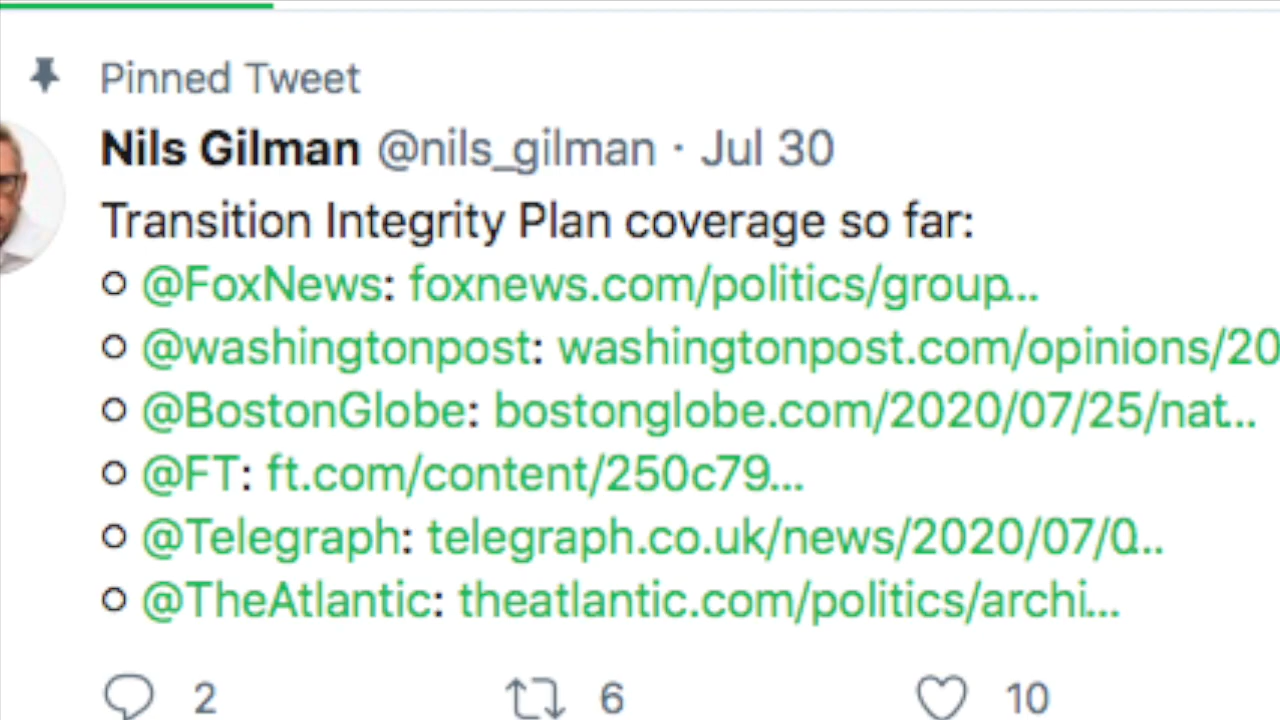 Pinned Tweet
Nils Gilman @nils_gilman · Jul 30
Transition Integrity Plan coverage so far:
○ @FoxNews: foxnews.com/politics/group...
○ @washingtonpost: washingtonpost.com/opinions/20
○ @BostonGlobe: bostonglobe.com/2020/07/25/nat...
○ @FT: ft.com/content/250c79...
○ @Telegraph: telegraph.co.uk/news/2020/07/0...
○ @TheAtlantic: theatlantic.com/politics/archi...
2 6 10